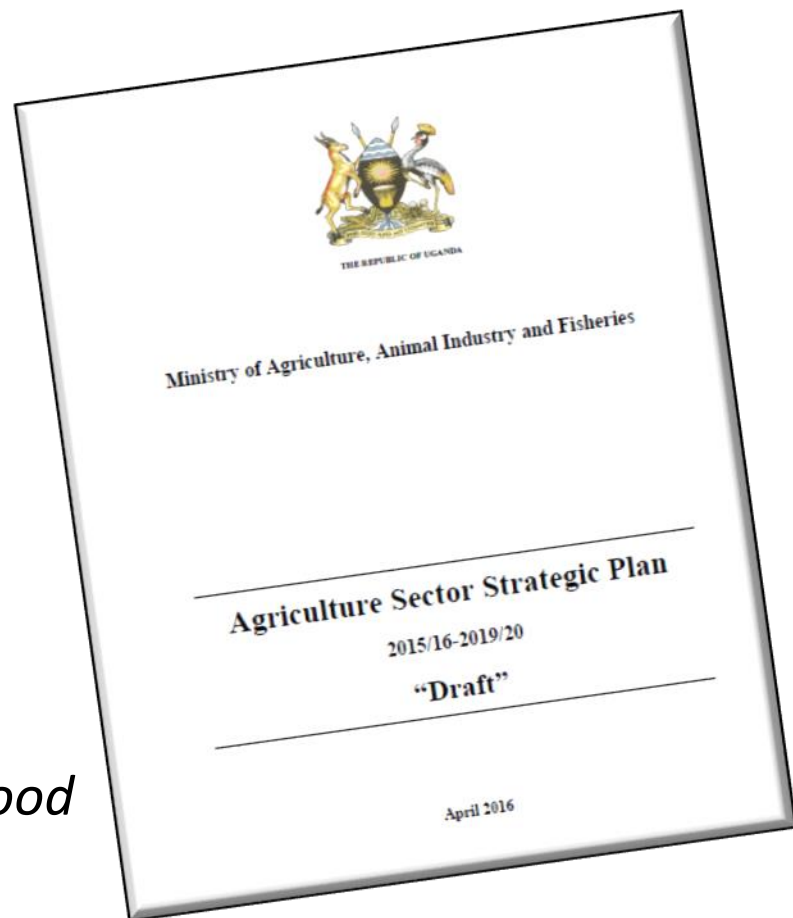 THE REPUBLIC OF UGANDA
Ministry of Agriculture, Animal Industry and Fisheries
Agriculture Sector Strategic Plan
2015/16-2019/20
“Draft”
ood
April 2016